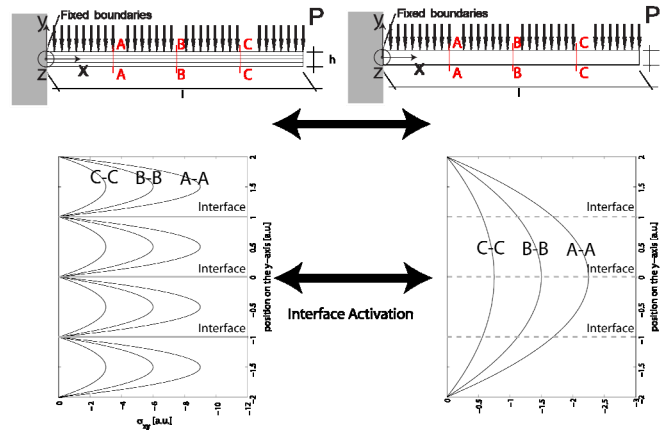 Fixed boundaries
P
y
A B C
h
z x
A B C
l
Fixed boundaries
P
y
A B C
z x
A B C
l
C-C B-B A-A
Interface
Interface
Interface
2
1.5
1
0.5
0
-0.5
-1
-1.5
-2
position on the y-axis [a.u.]
0 -2 -4 -6 -8 -10 -12
σxy [a.u.]
Interface Activation
C-C B-B A-A
Interface
Interface
Interface
2
1.5
1
0.5
0
-0.5
-1
-1.5
-2
position on the y-axis [a.u.]
0 -0.5 -1 -1.5 -2 -2.5 -3